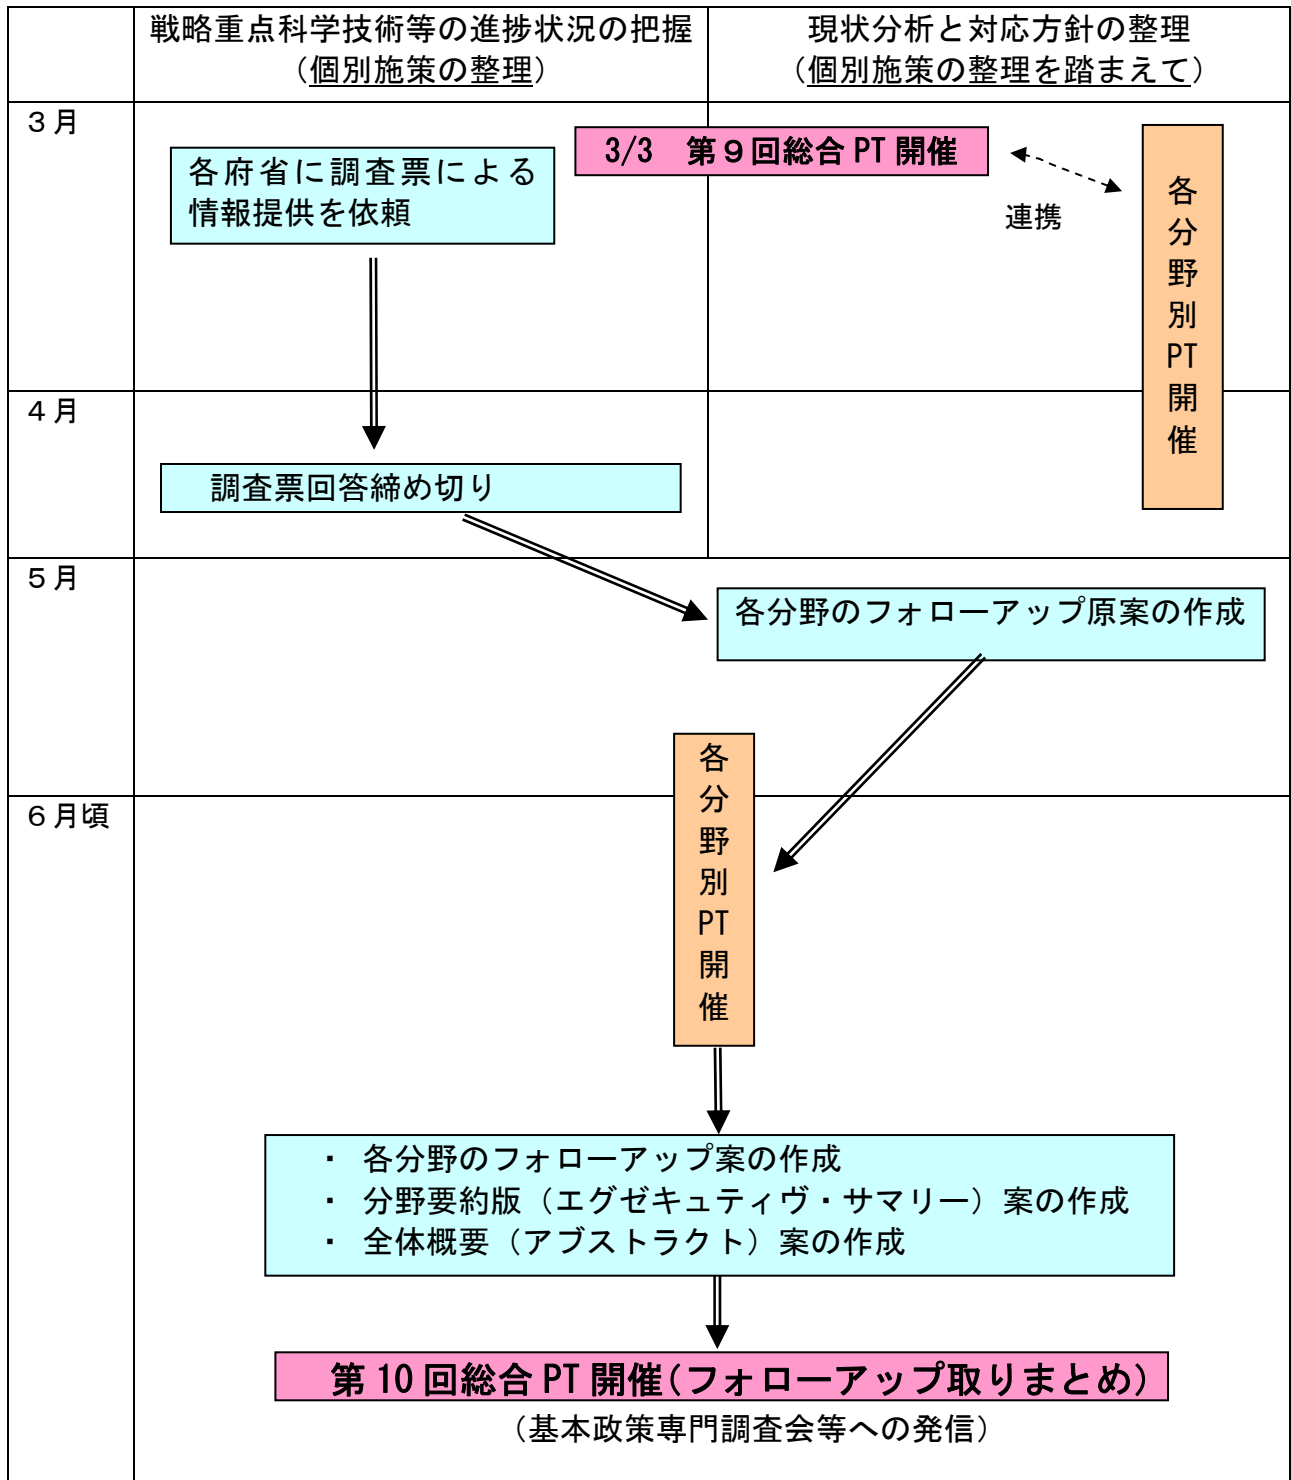 戦略重点科学技術等の進捗状況の把握
（個別施策の整理）
現状分析と対応方針の整理
（個別施策の整理を踏まえて）
３月
3/3　第９回総合 PT 開催
各府省に調査票による
情報提供を依頼
連携
各分野別PT開催
４月
調査票回答締め切り
５月
各分野のフォローアップ原案の作成
各分野別PT開催
６月頃
・ 各分野のフォローアップ案の作成
・ 分野要約版（エグゼキュティヴ・サマリー）案の作成
・ 全体概要（アブストラクト）案の作成
第 10 回総合 PT 開催（フォローアップ取りまとめ）
（基本政策専門調査会等への発信）